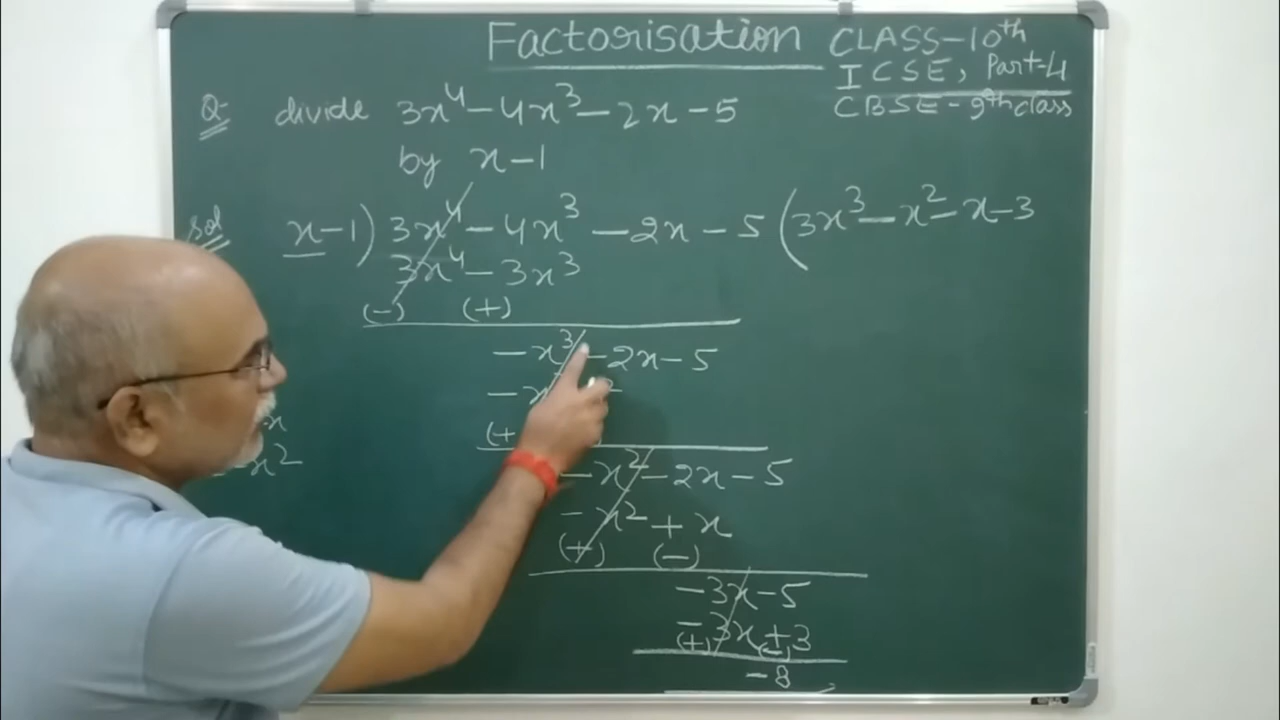 Factorisation CLASS-10th
ICSE, Part-4
CBSE-9th class
Q- divide 3x⁴-4x³-2x-5
by x-1
Sol x-1) 3x⁴-4x³ -2x-5 (3x³-x²-x-3
3x⁴-3x³
(-) (+)
-x³-2x-5
-x
(+
-x²-2x-5
x²
-x²+x
(+) (-)
-3x-5
-3x+3
(+) (-)
-8